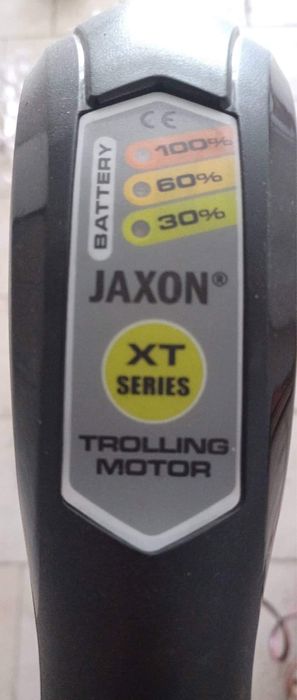 CE
BATTERY
100%
60%
30%
JAXON®
XT
SERIES
TROLLING
MOTOR